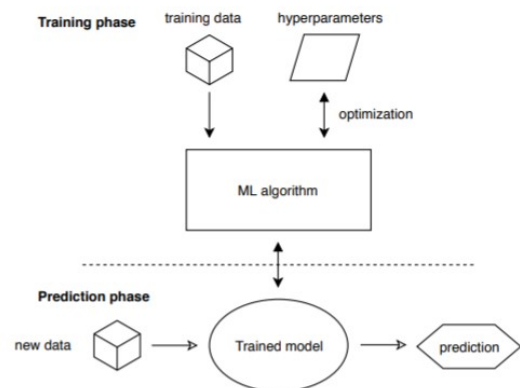 Training phase
training data
hyperparameters
optimization
ML algorithm
Prediction phase
new data
Trained model
prediction